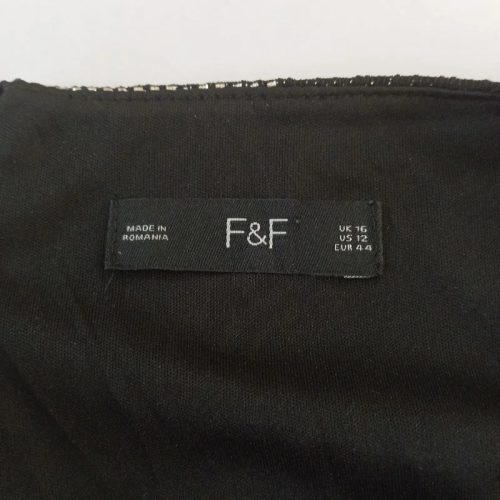 MADE IN
ROMANIA
F&F
UK 16
US 12
EUR 44